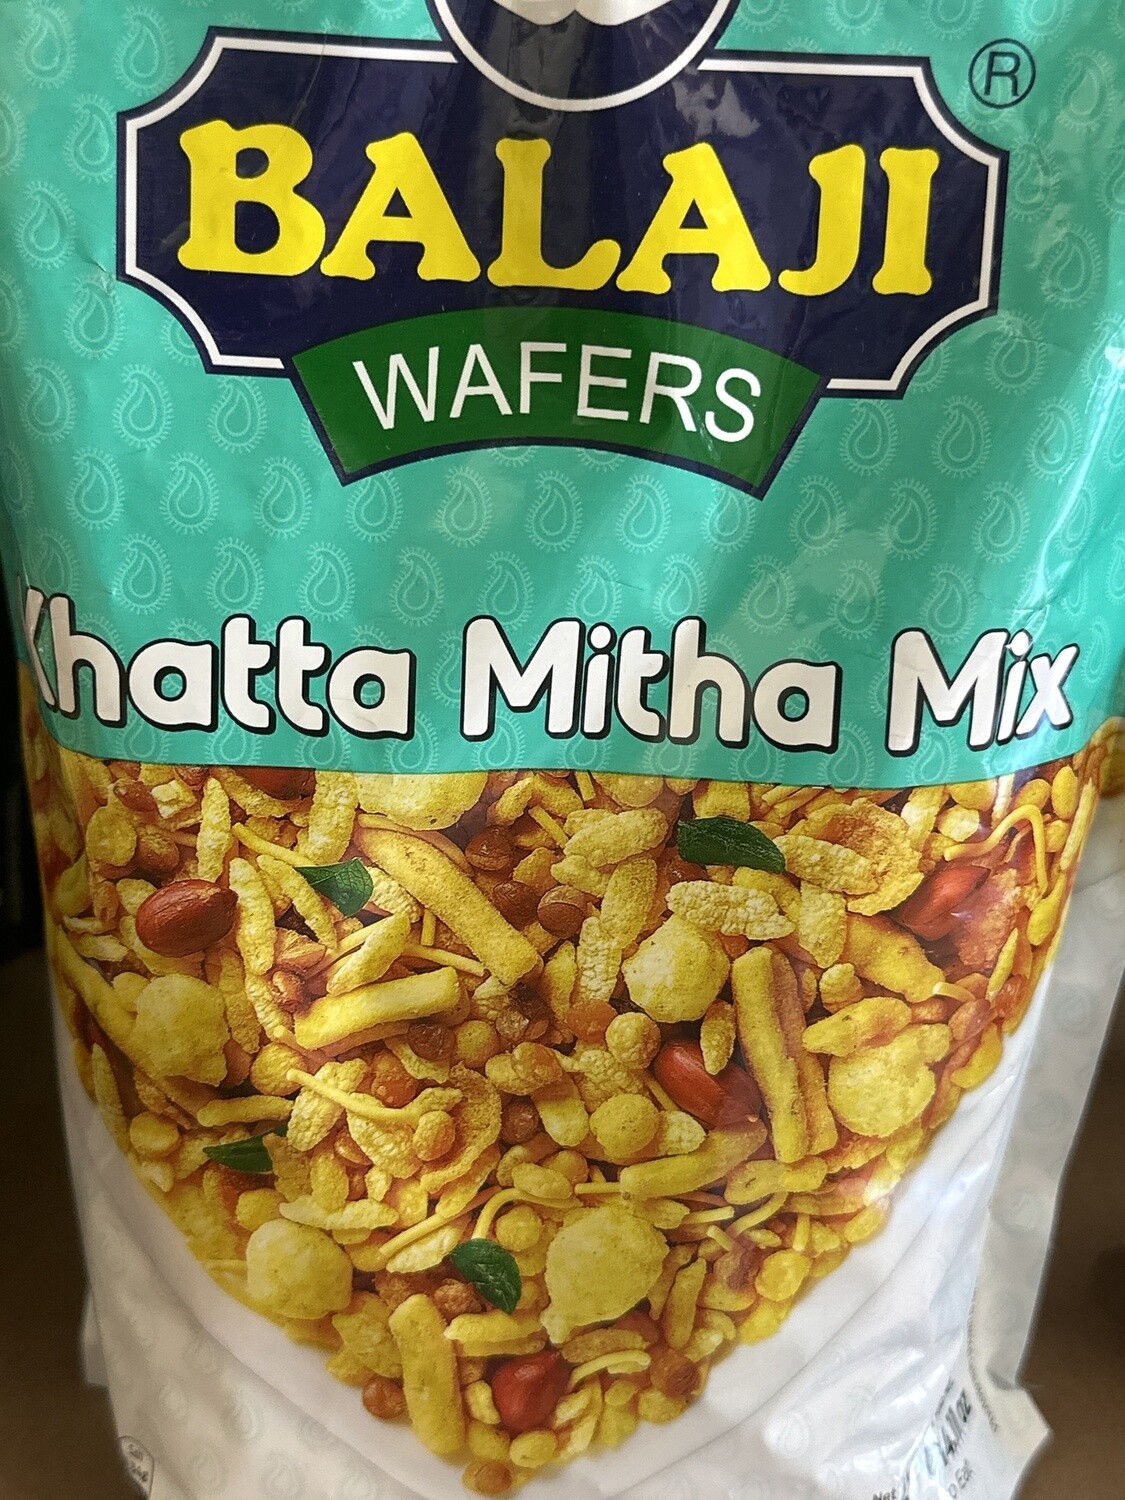 ®
BALAJI
WAFERS
Khatta Mitha Mix